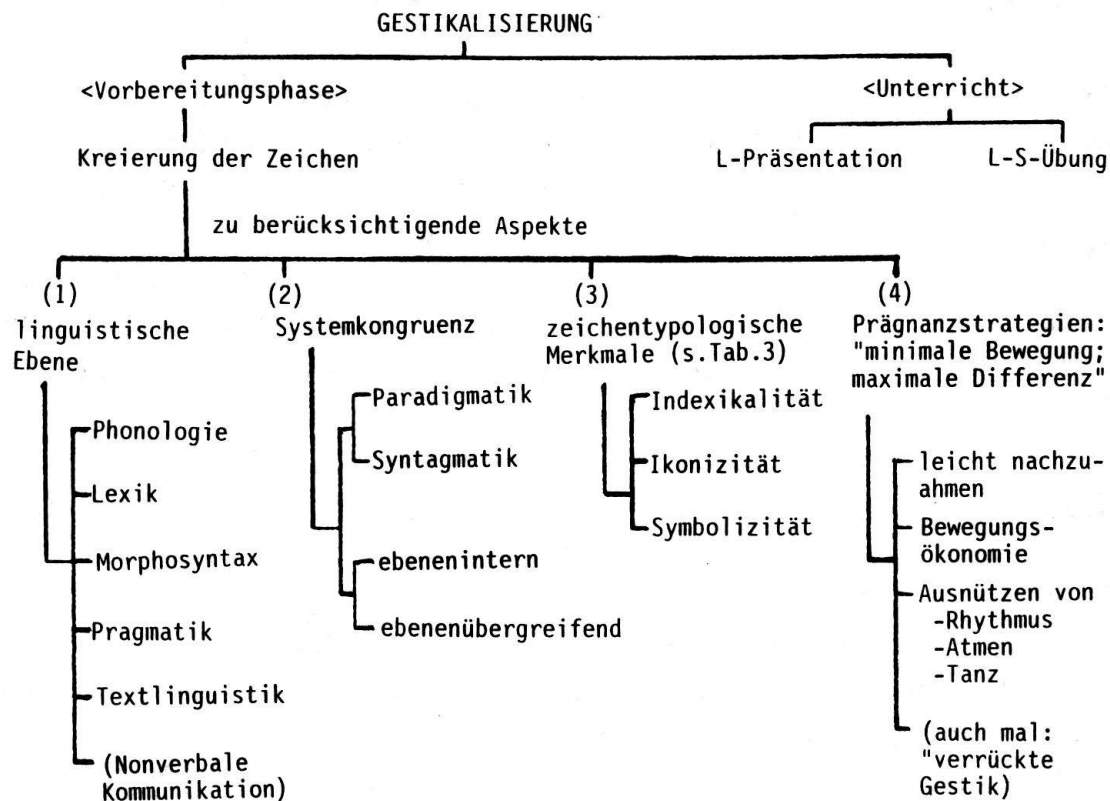 GESTIKALISIERUNG
<Vorbereitungsphase>
<Unterricht>
Kreierung der Zeichen
L-Präsentation
L-S-Übung
zu berücksichtigende Aspekte
(1)
linguistische
Ebene
Phonologie
Lexik
Morphosyntax
Pragmatik
Textlinguistik
(Nonverbale
Kommunikation)
(2)
Systemkongruenz
Paradigmatik
Syntagmatik
ebenenintern
ebenenübergreifend
(3)
zeichentypologische
Merkmale (s.Tab.3)
Indexikalität
Ikonizität
Symbolizität
(4)
Prägnanzstrategien:
"minimale Bewegung;
maximale Differenz"
leicht nachzu-
ahmen
Bewegungs-
ökonomie
Ausnützen von
-Rhythmus
-Atmen
-Tanz
(auch mal:
"verrückte
Gestik)